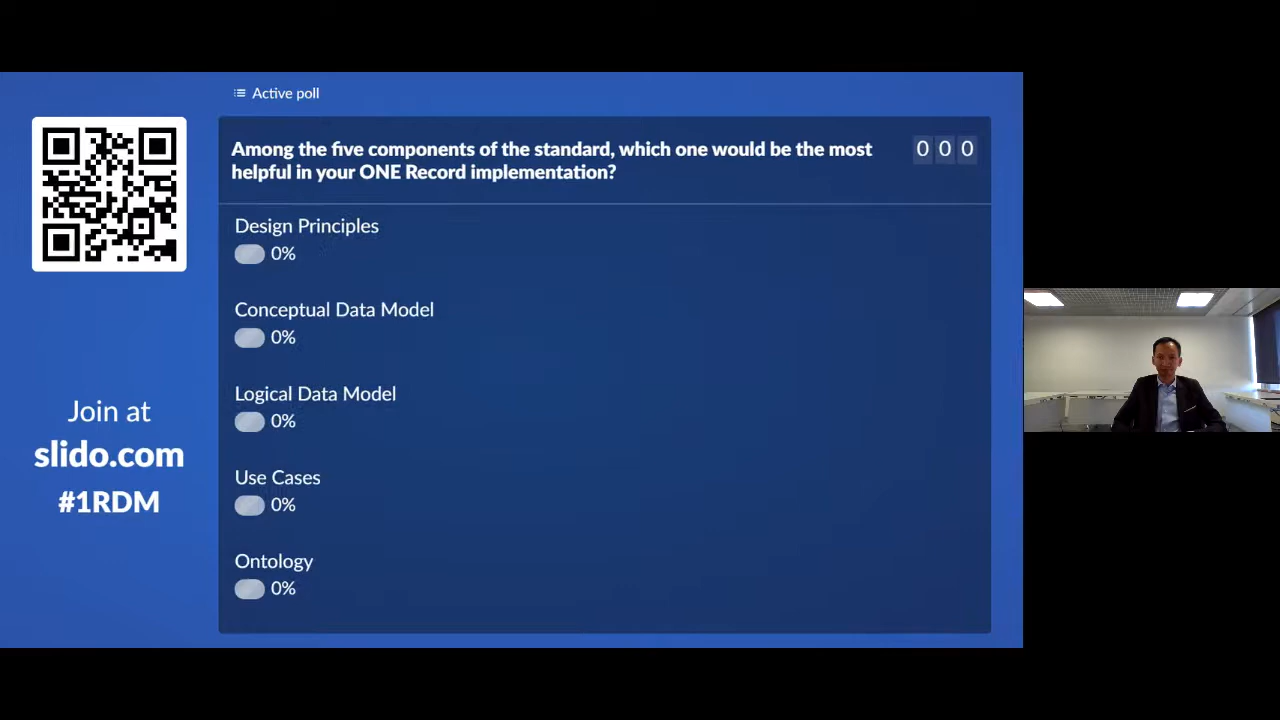 Active poll
Among the five components of the standard, which one would be the most
helpful in your ONE Record implementation?
0 0 0
Design Principles
0%
Conceptual Data Model
0%
Logical Data Model
0%
Use Cases
0%
Ontology
0%
Join at
slido.com
#1RDM